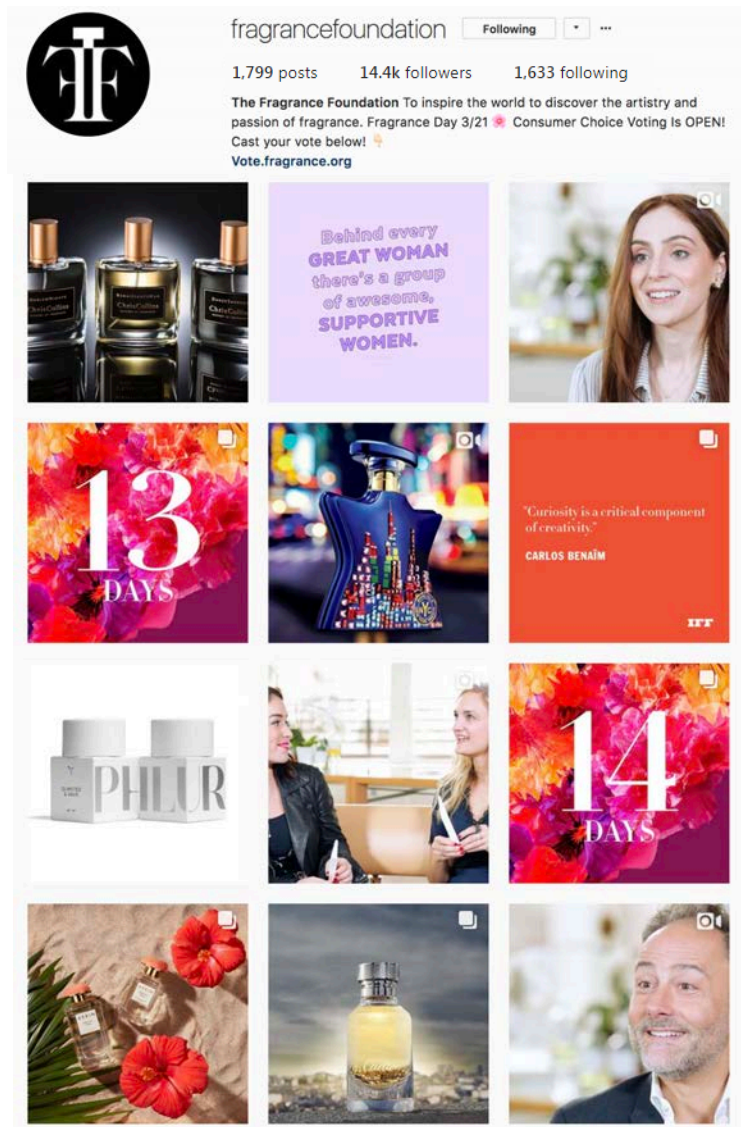 fragrancefoundation Following
1,799 posts 14.4k followers 1,633 following
The Fragrance Foundation To inspire the world to discover the artistry and
passion of fragrance. Fragrance Day 3/21 🌸 Consumer Choice Voting Is OPEN!
Cast your vote below! 👇🏻
Vote.fragrance.org
Behind every
GREAT WOMAN
there's a group
of awesome,
SUPPORTIVE
WOMEN.
ChrisCollins
13
DAYS
"Curiosity is a critical component
of creativity."
CARLOS BENAÏM
IFF
PHLUR
14
DAYS